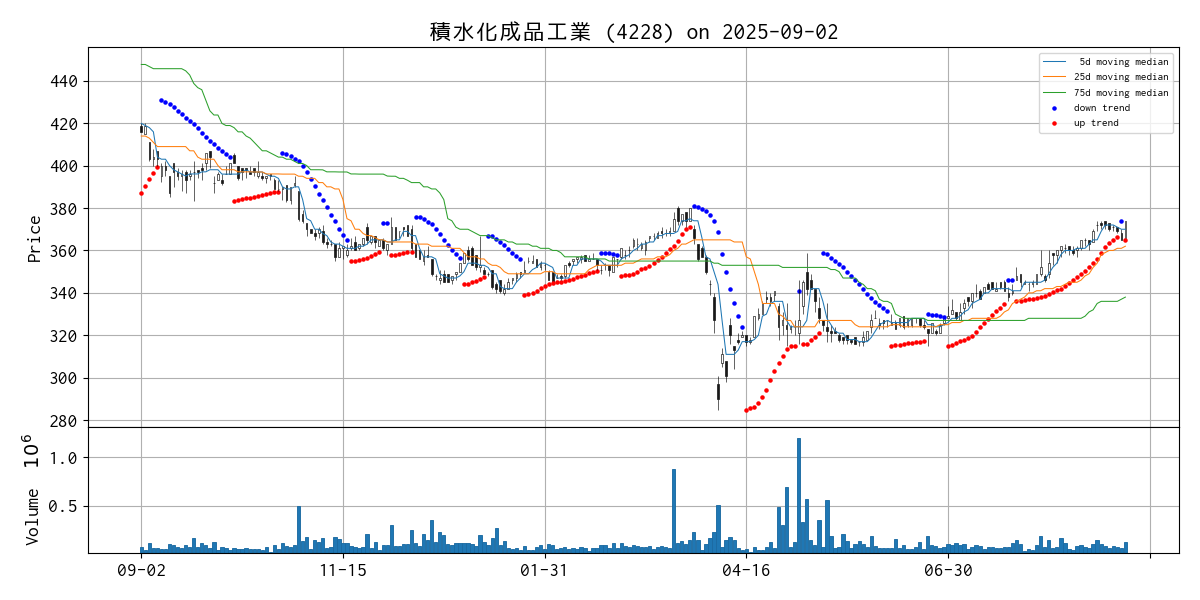 積水化成品工業 (4228) on 2025-09-02
5d moving median
25d moving median
75d moving median
down trend
up trend
Price
440
420
400
380
360
340
320
300
280
Volume 10^6
1.0
0.5
09-02
11-15
01-31
04-16
06-30